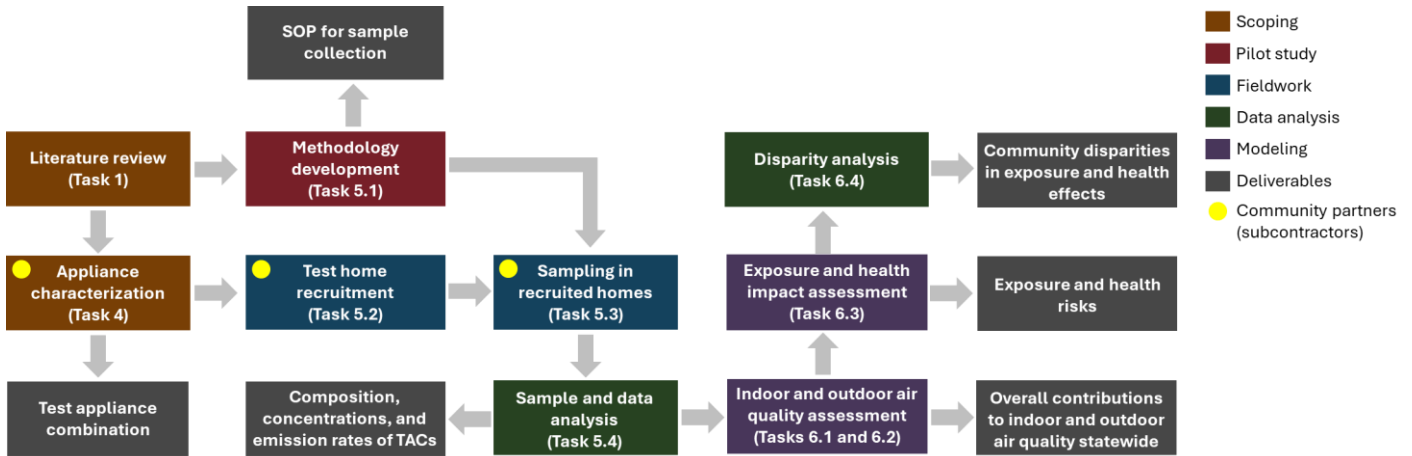 SOP for sample
collection
Literature review
(Task 1)
Methodology
development
(Task 5.1)
Disparity analysis
(Task 6.4)
Community disparities
in exposure and health
effects
Appliance
characterization
(Task 4)
Test home
recruitment
(Task 5.2)
Sampling in
recruited homes
(Task 5.3)
Exposure and health
impact assessment
(Task 6.3)
Exposure and health
risks
Test appliance
combination
Composition,
concentrations, and
emission rates of TACs
Sample and data
analysis
(Task 5.4)
Indoor and outdoor air
quality assessment
(Tasks 6.1 and 6.2)
Overall contributions
to indoor and outdoor
air quality statewide
Scoping
Pilot study
Fieldwork
Data analysis
Modeling
Deliverables
Community partners
(subcontractors)